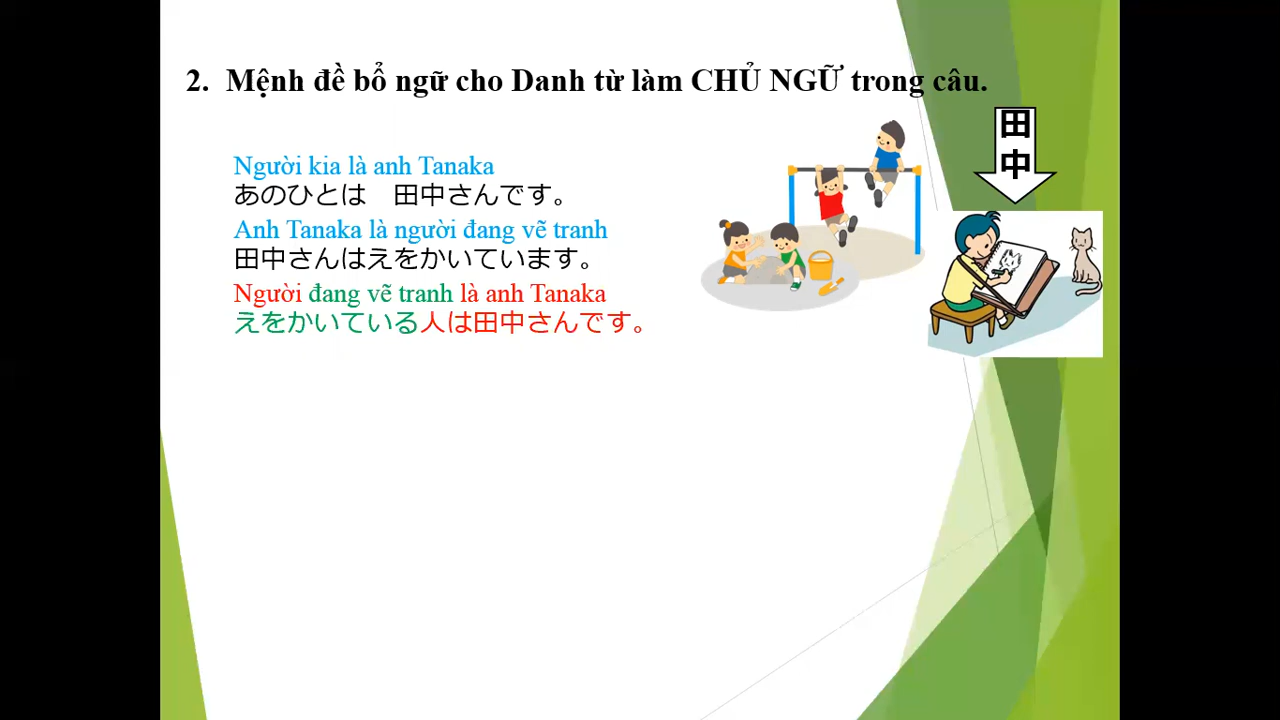 2. Mệnh đề bổ ngữ cho Danh từ làm CHỦ NGỮ trong câu.
Người kia là anh Tanaka
あのひとは　田中さんです。
Anh Tanaka là người đang vẽ tranh
田中さんはえをかいています。
Người đang vẽ tranh là anh Tanaka
えをかいている人は田中さんです。
田
中